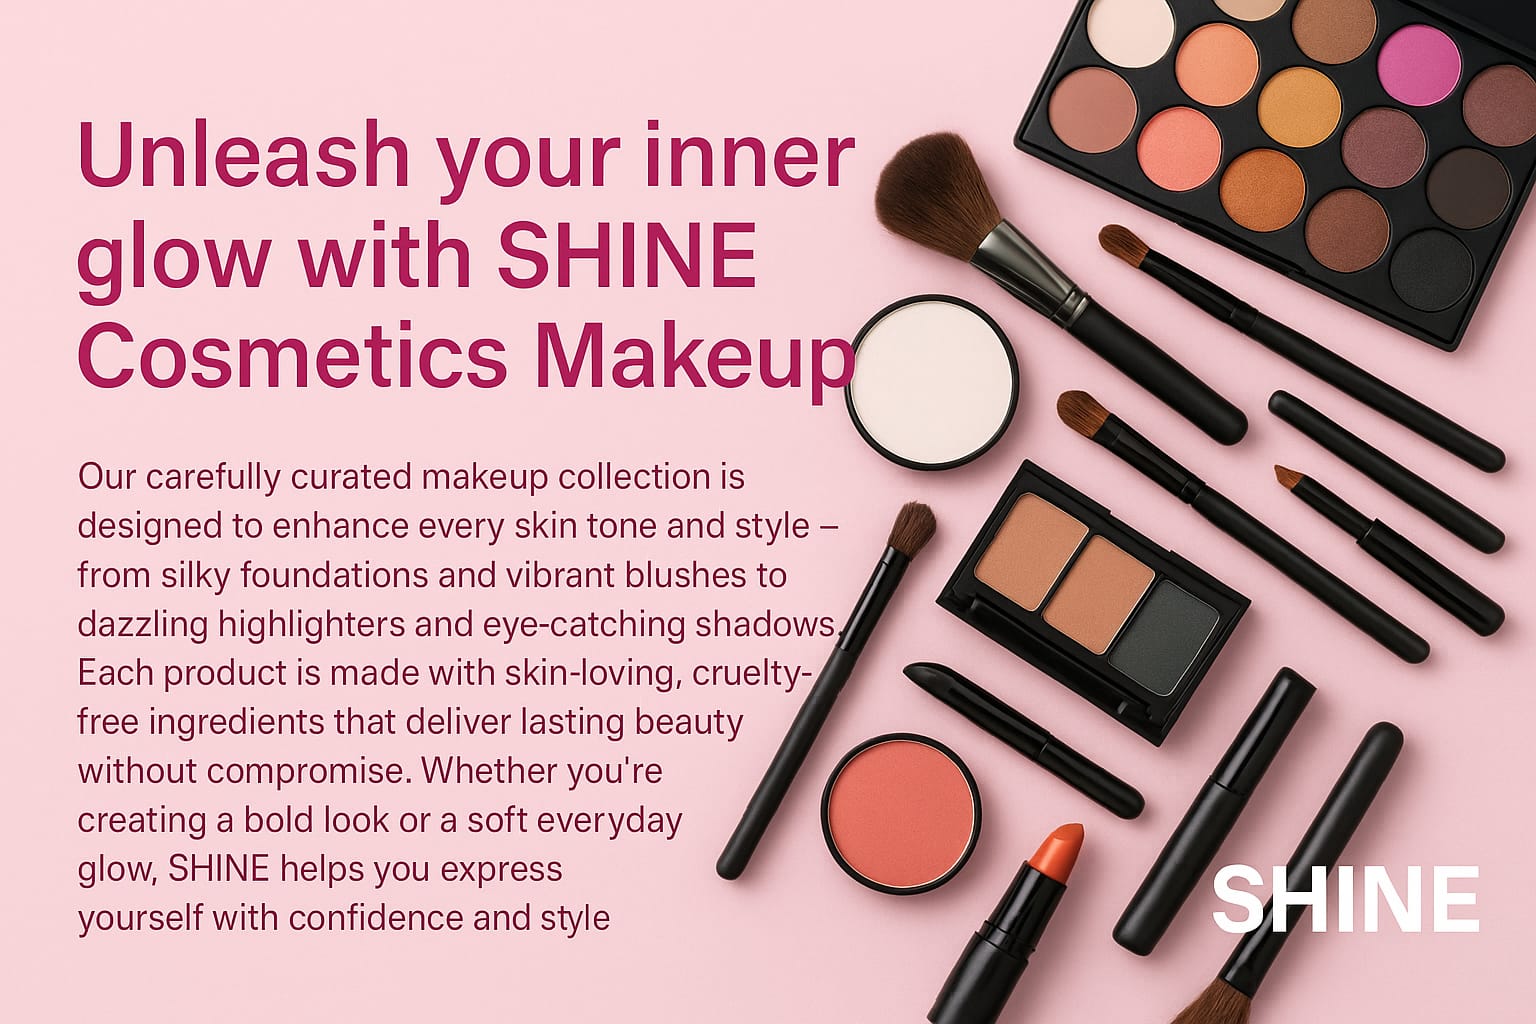 Unleash your inner
glow with SHINE
Cosmetics Makeup
Our carefully curated makeup collection is
designed to enhance every skin tone and style –
from silky foundations and vibrant blushes to
dazzling highlighters and eye-catching shadows.
Each product is made with skin-loving, cruelty-
free ingredients that deliver lasting beauty
without compromise. Whether you're
creating a bold look or a soft everyday
glow, SHINE helps you express
yourself with confidence and style
SHINE